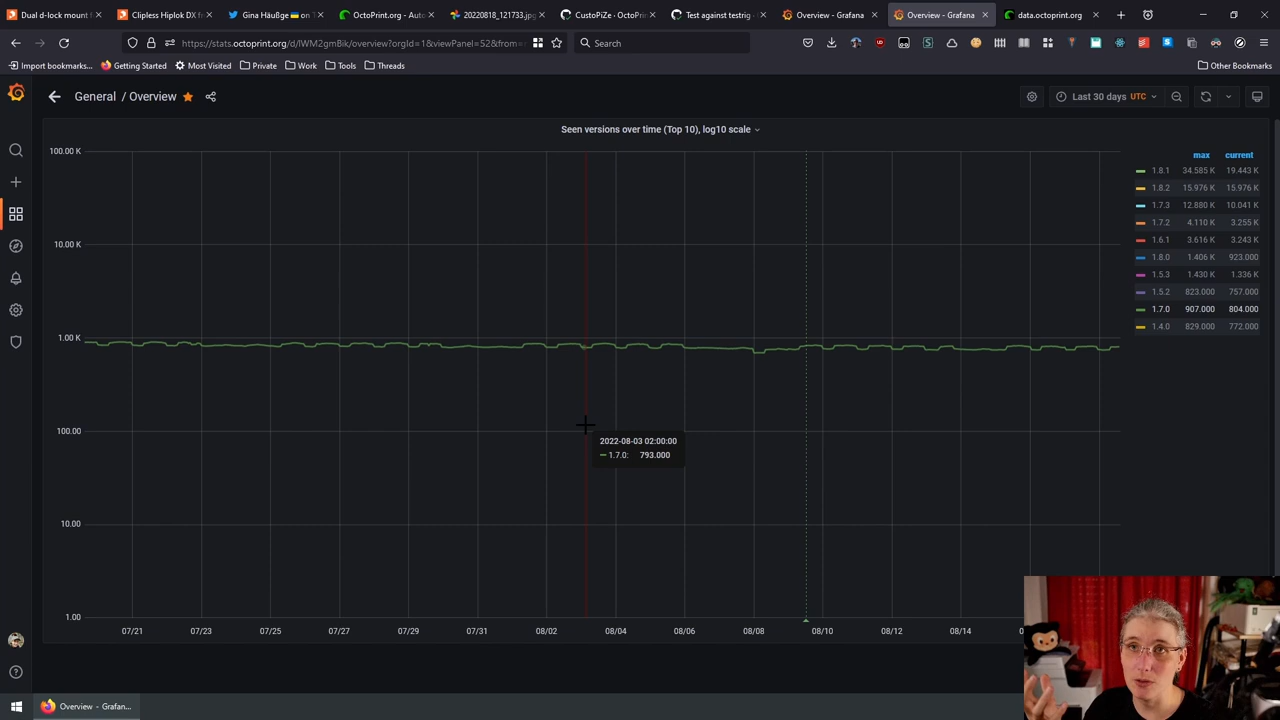 Dual d-lock mount
Clipless Hiplok DX fr
Gina Häußge on T
OctoPrint.org - Auto
20220818_121733.jpg
CustoPiZe · OctoPrin
Test against testrig
Overview - Grafana
Overview - Grafana
data.octoprint.org
https://stats.octoprint.org/d/IWM2gmBik/overview?orgId=1&viewPanel=52&from=
Search
Import bookmarks...
Getting Started
Most Visited
Private
Work
Tools
Threads
Other Bookmarks
General / Overview
Last 30 days UTC
Seen versions over time (Top 10), log10 scale
100.00 K
10.00 K
1.00 K
100.00
10.00
1.00
07/21
07/23
07/25
07/27
07/29
07/31
08/02
08/04
08/06
08/08
08/10
08/12
08/14
2022-08-03 02:00:00
1.7.0: 793.000
max current
1.8.1 34.585 K 19.443 K
1.8.2 15.976 K 15.976 K
1.7.3 12.880 K 10.041 K
1.7.2 4.110 K 3.255 K
1.6.1 3.616 K 3.243 K
1.8.0 1.406 K 923.000
1.5.3 1.430 K 1.336 K
1.5.2 823.000 757.000
1.7.0 907.000 804.000
1.4.0 829.000 772.000
Overview - Grafan...